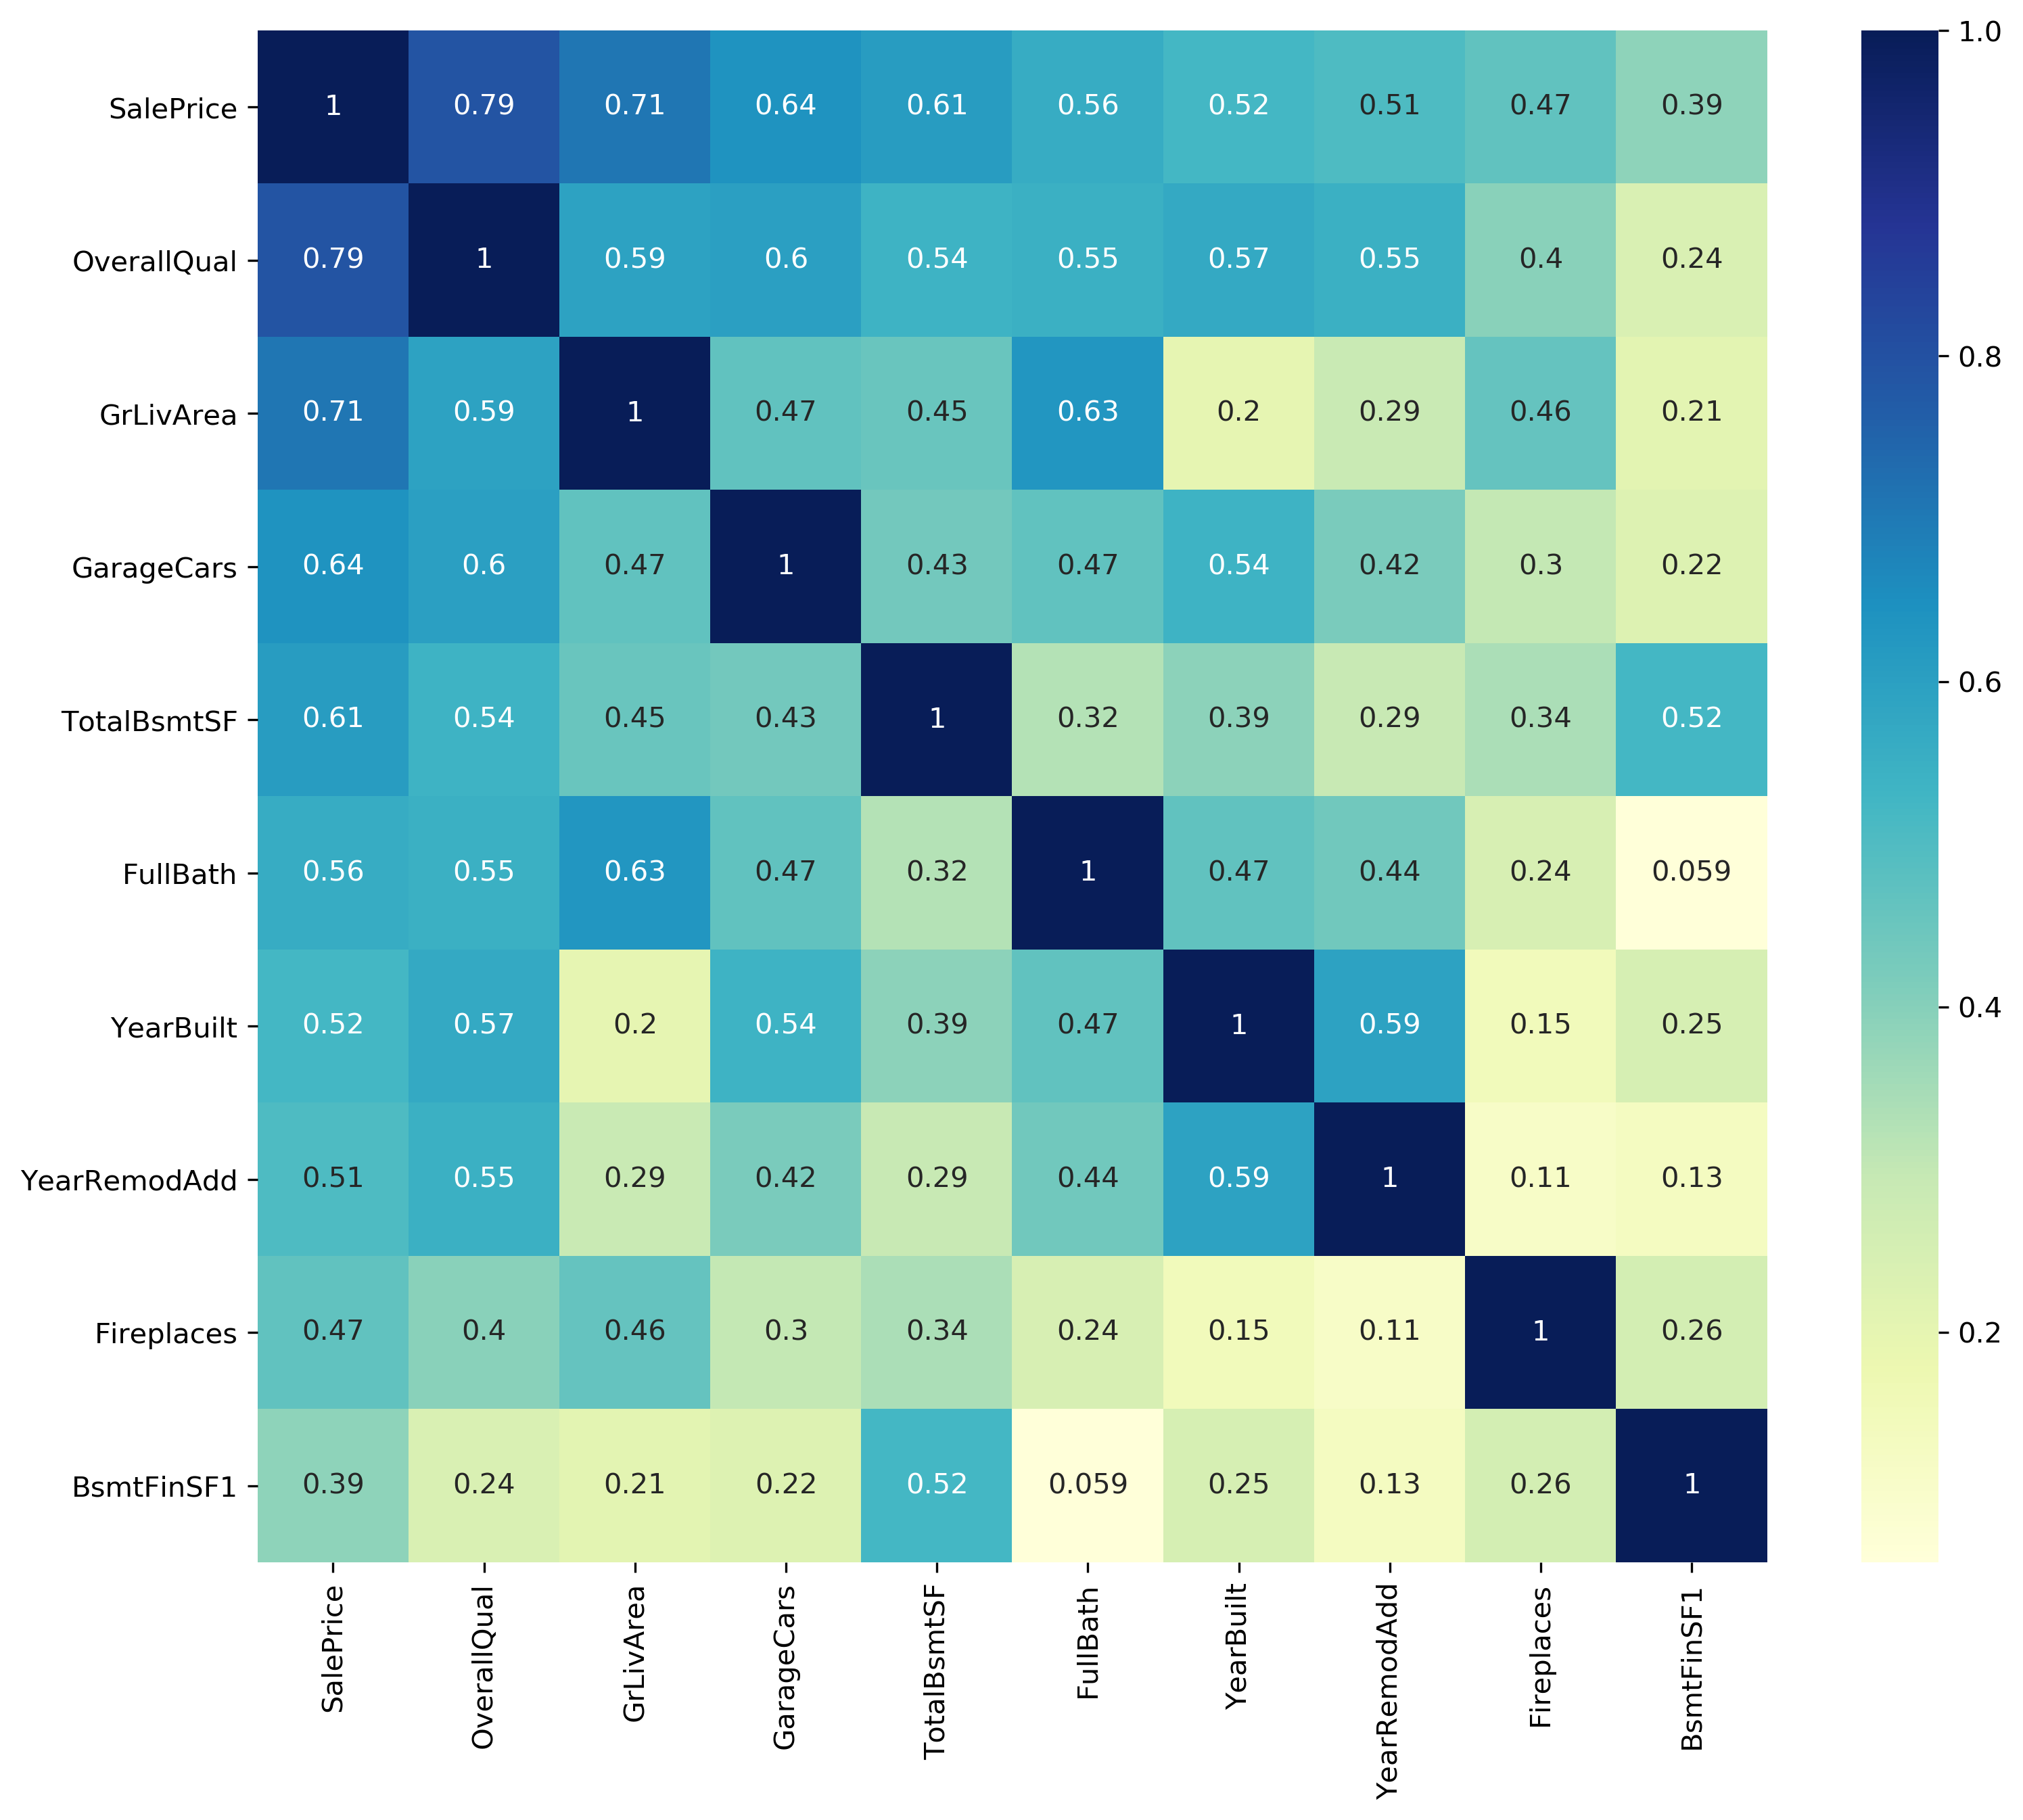 SalePrice 1 0.79 0.71 0.64 0.61 0.56 0.52 0.51 0.47 0.39
OverallQual 0.79 1 0.59 0.6 0.54 0.55 0.57 0.55 0.4 0.24
GrLivArea 0.71 0.59 1 0.47 0.45 0.63 0.2 0.29 0.46 0.21
GarageCars 0.64 0.6 0.47 1 0.43 0.47 0.54 0.42 0.3 0.22
TotalBsmtSF 0.61 0.54 0.45 0.43 1 0.32 0.39 0.29 0.34 0.52
FullBath 0.56 0.55 0.63 0.47 0.32 1 0.47 0.44 0.24 0.059
YearBuilt 0.52 0.57 0.2 0.54 0.39 0.47 1 0.59 0.15 0.25
YearRemodAdd 0.51 0.55 0.29 0.42 0.29 0.44 0.59 1 0.11 0.13
Fireplaces 0.47 0.4 0.46 0.3 0.34 0.24 0.15 0.11 1 0.26
BsmtFinSF1 0.39 0.24 0.21 0.22 0.52 0.059 0.25 0.13 0.26 1
SalePrice
OverallQual
GrLivArea
GarageCars
TotalBsmtSF
FullBath
YearBuilt
YearRemodAdd
Fireplaces
BsmtFinSF1
1.0
0.8
0.6
0.4
0.2